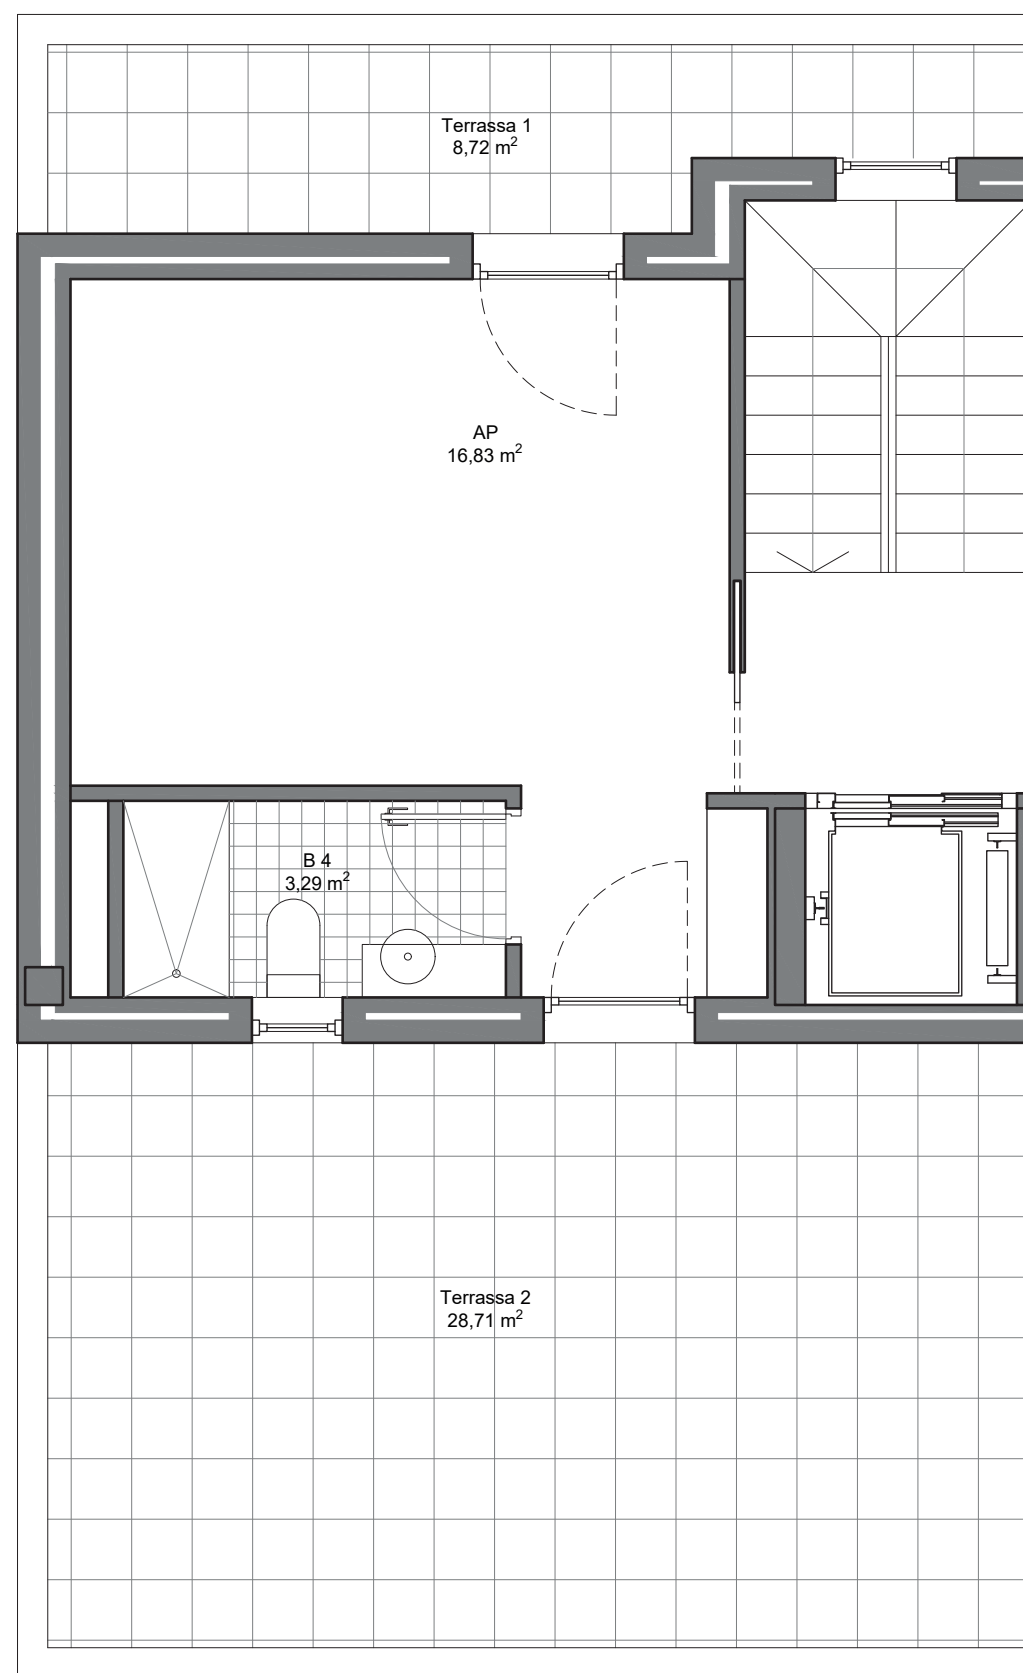 Terrassa 1
8,72 m²
AP
16,83 m²
B 4
3,29 m²
Terrassa 2
28,71 m²